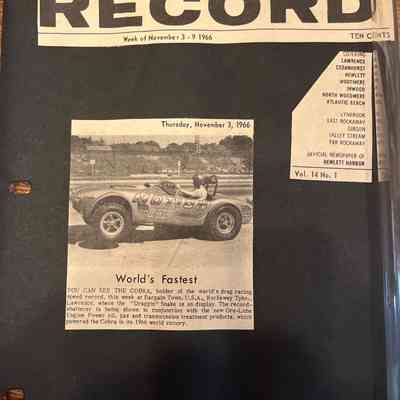 RECORD
Week of November 3 - 9 1966
TEN CENTS
COVERING
LAWRENCE
CEDARHURST
HEWLETT
WOODMERE
INWOOD
NORTH WOODMERE
ATLANTIC BEACH
LYNBROOK
EAST ROCKAWAY
GIBSON
VALLEY STREAM
FAR ROCKAWAY
OFFICIAL NEWSPAPER OF
HEWLETT HARBOR
Vol. 14 No. 1
Thursday, November 3, 1966
World's Fastest
YOU CAN SEE THE COBRA, holder of the world's drag racing
speed record, this week at Bargain Town, U.S.A., Rockaway Tpke.,
Lawrence, where the "Draggin' Snake is on display. The record-
shatterer is being shown in conjunction with the new Ore-Lube
Engine Power oil, gas and transmission treatment products, which
powered the Cobra in its 1966 world victory.